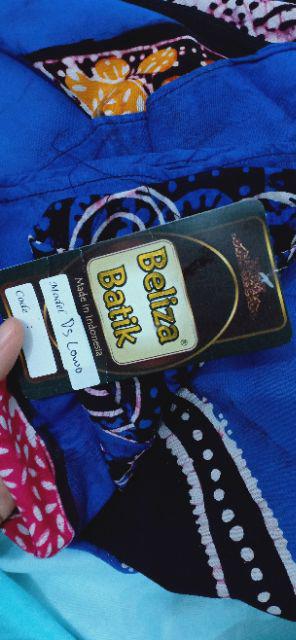 Beliza
Batik®
Made in Indonesia
Model Ds Lowo
Code